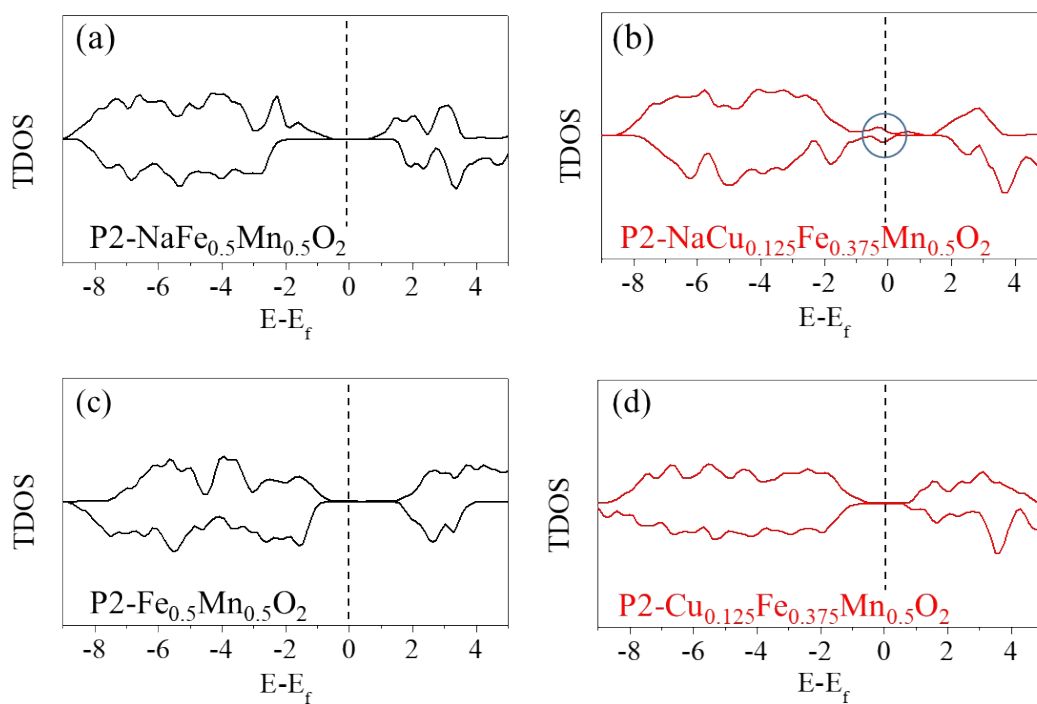 (a)
TDOS
P2-NaFe0.5Mn0.5O2
-8 -6 -4 -2 0 2 4
E-Ef
(b)
TDOS
P2-NaCu0.125Fe0.375Mn0.5O2
-8 -6 -4 -2 0 2 4
E-Ef
(c)
TDOS
P2-Fe0.5Mn0.5O2
-8 -6 -4 -2 0 2 4
E-Ef
(d)
TDOS
P2-Cu0.125Fe0.375Mn0.5O2
-8 -6 -4 -2 0 2 4
E-Ef